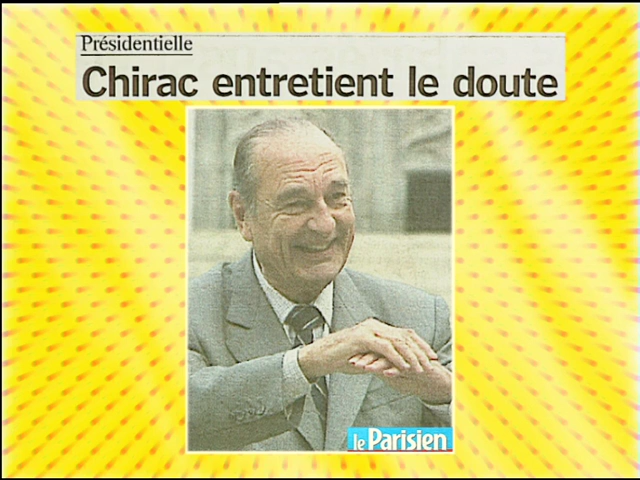 Présidentielle
Chirac entretient le doute
le Parisien